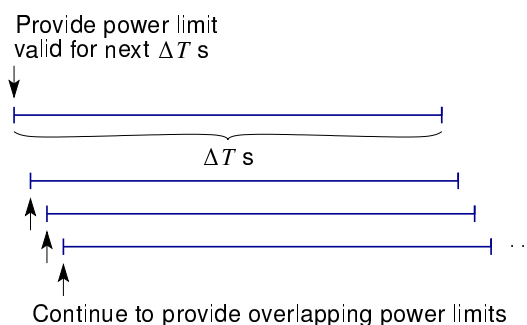 Provide power limit
valid for next ΔT s
ΔT s
. .
Continue to provide overlapping power limits